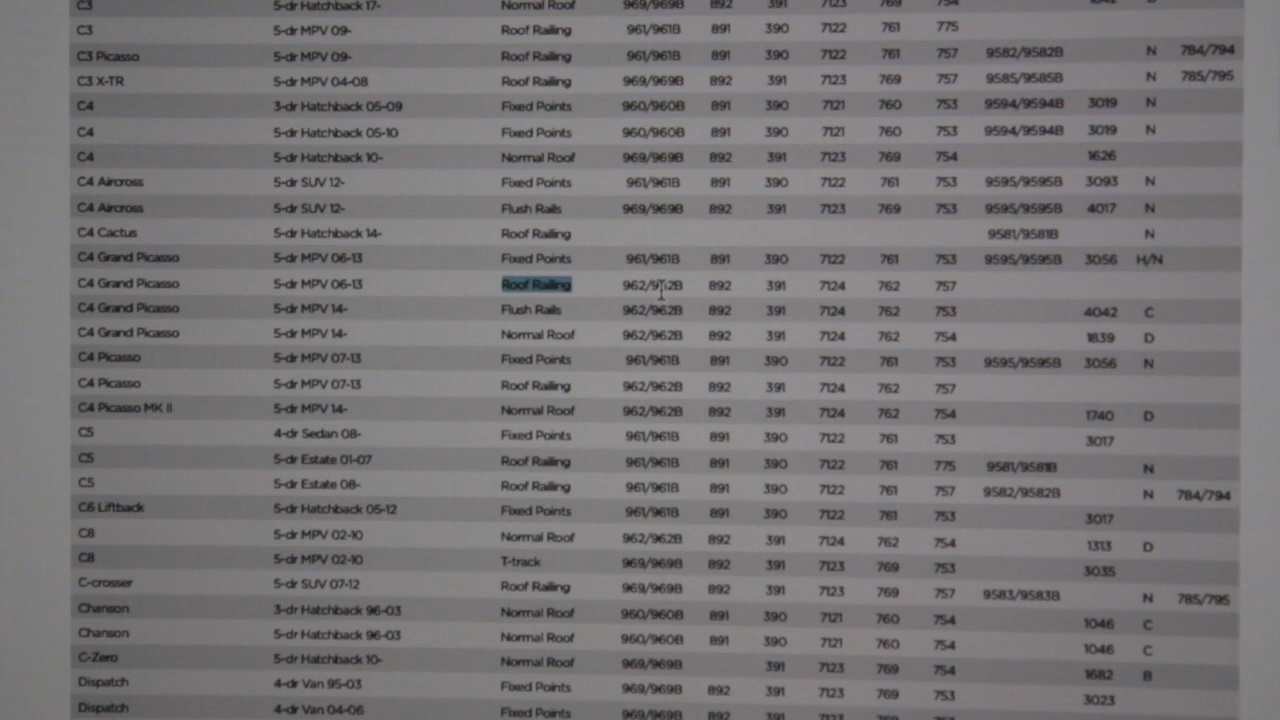 C3 5-dr Hatchback 17- Normal Roof 969/969B 892 391 7123 769 754
C3 5-dr MPV 09- Roof Railing 961/961B 891 390 7122 761 775
C3 Picasso 5-dr MPV 09- Roof Railing 961/961B 891 390 7122 761 757 9582/9582B N 784/794
C3 X-TR 5-dr MPV 04-08 Roof Railing 969/969B 892 391 7123 769 757 9585/9585B N 785/795
C4 3-dr Hatchback 05-09 Fixed Points 960/960B 891 390 7121 760 753 9594/9594B 3019 N
C4 5-dr Hatchback 05-10 Fixed Points 960/960B 891 390 7121 760 753 9594/9594B 3019 N
C4 5-dr Hatchback 10- Normal Roof 969/969B 892 391 7123 769 754 1626
C4 Aircross 5-dr SUV 12- Fixed Points 961/961B 891 390 7122 761 753 9595/9595B 3093 N
C4 Aircross 5-dr SUV 12- Flush Rails 969/969B 892 391 7123 769 753 9595/9595B 4017 N
C4 Cactus 5-dr Hatchback 14- Roof Railing 9581/9581B N
C4 Grand Picasso 5-dr MPV 06-13 Fixed Points 961/961B 891 390 7122 761 753 9595/9595B 3056 H/N
C4 Grand Picasso 5-dr MPV 06-13 Roof Railing 962/962B 892 391 7124 762 757
C4 Grand Picasso 5-dr MPV 14- Flush Rails 962/962B 892 391 7124 762 753 4042 C
C4 Grand Picasso 5-dr MPV 14- Normal Roof 962/962B 892 391 7124 762 754 1839 D
C4 Picasso 5-dr MPV 07-13 Fixed Points 961/961B 891 390 7122 761 753 9595/9595B 3056 N
C4 Picasso 5-dr MPV 07-13 Roof Railing 962/962B 892 391 7124 762 757
C4 Picasso MK II 5-dr MPV 14- Normal Roof 962/962B 892 391 7124 762 754 1740 D
C5 4-dr Sedan 08- Fixed Points 961/961B 891 390 7122 761 753 3017
C5 5-dr Estate 01-07 Roof Railing 961/961B 891 390 7122 761 775 9581/9581B N
C5 5-dr Estate 08- Roof Railing 961/961B 891 390 7122 761 757 9582/9582B N 784/794
C6 Liftback 5-dr Hatchback 05-12 Fixed Points 961/961B 891 390 7122 761 753 3017
C8 5-dr MPV 02-10 Normal Roof 962/962B 892 391 7124 762 754 1313 D
C8 5-dr MPV 02-10 T-track 969/969B 892 391 7123 769 753 3035
C-crosser 5-dr SUV 07-12 Roof Railing 969/969B 892 391 7123 769 757 9583/9583B N 785/795
Chanson 3-dr Hatchback 96-03 Normal Roof 960/960B 891 390 7121 760 754 1046 C
Chanson 5-dr Hatchback 96-03 Normal Roof 960/960B 891 390 7121 760 754 1046 C
C-Zero 5-dr Hatchback 10- Normal Roof 969/969B 391 7123 769 754 1682 B
Dispatch 4-dr Van 95-03 Fixed Points 969/969B 892 391 7123 769 753 3023
Dispatch 4-dr Van 04-06 Fixed Points 969/969B 892 391 7123 769 753